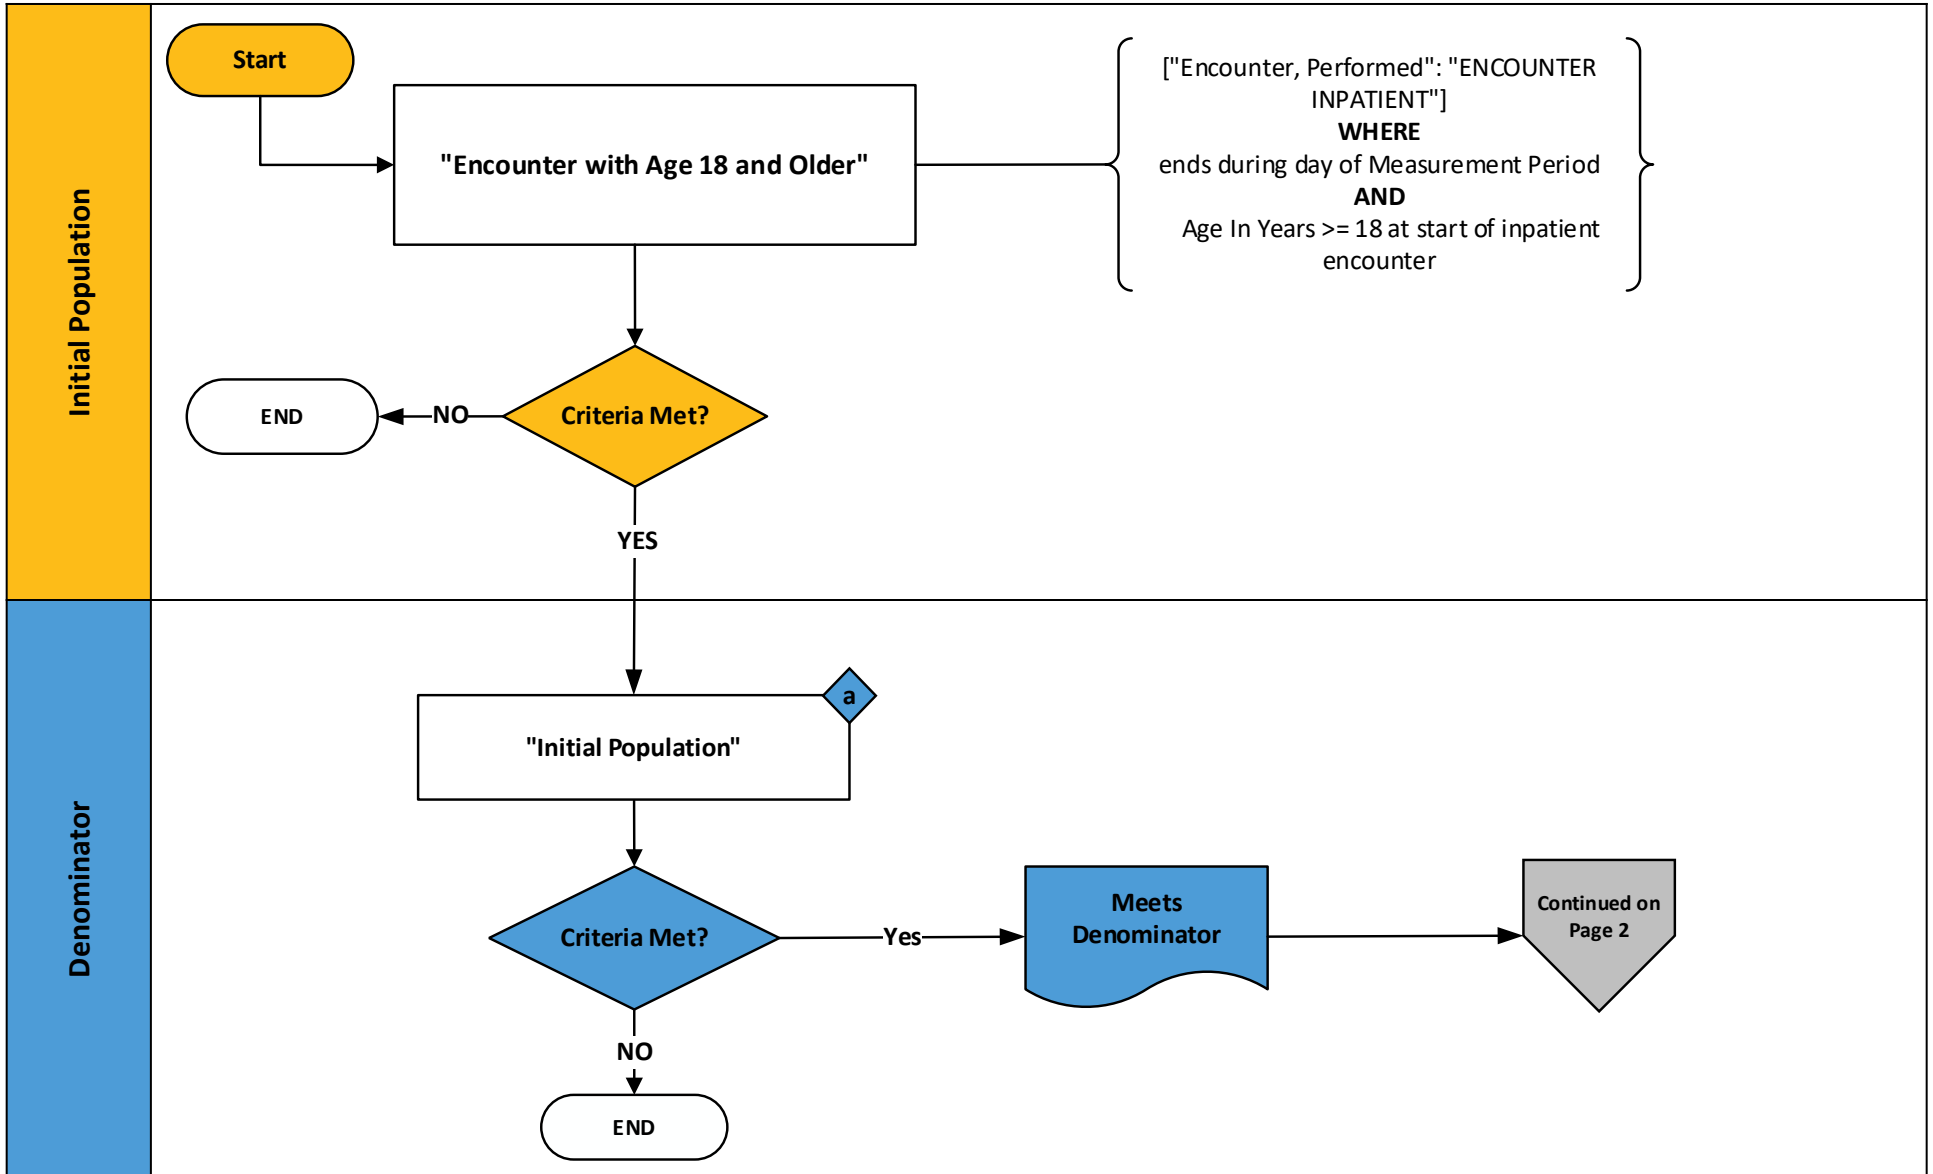 Initial Population
Start
"Encounter with Age 18 and Older"
["Encounter, Performed": "ENCOUNTER
INPATIENT"]
WHERE
ends during day of Measurement Period
AND
Age In Years >= 18 at start of inpatient
encounter
END
NO
Criteria Met?
YES
Denominator
a
"Initial Population"
Criteria Met?
Yes
Meets
Denominator
Continued on
Page 2
NO
END